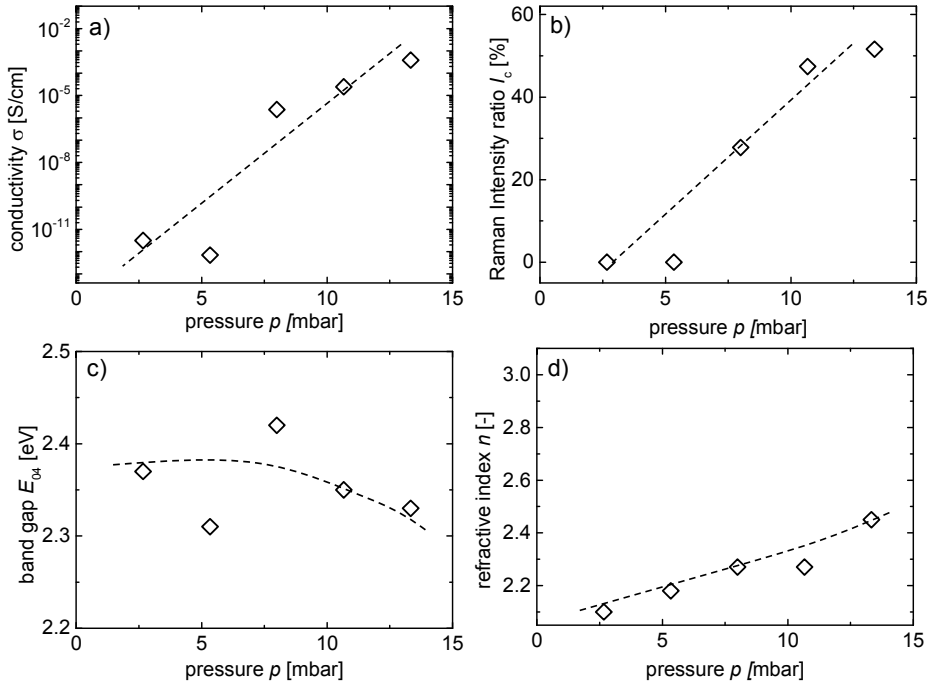 a)
conductivity σ [S/cm]
10⁻²
10⁻⁵
10⁻⁸
10⁻¹¹
0 5 10 15
pressure p [mbar]
b)
Raman Intensity ratio I_c [%]
60
40
20
0
0 5 10 15
pressure p [mbar]
c)
band gap E₀₄ [eV]
2.5
2.4
2.3
2.2
0 5 10 15
pressure p [mbar]
d)
refractive index n [-]
3.0
2.8
2.6
2.4
2.2
0 5 10 15
pressure p [mbar]